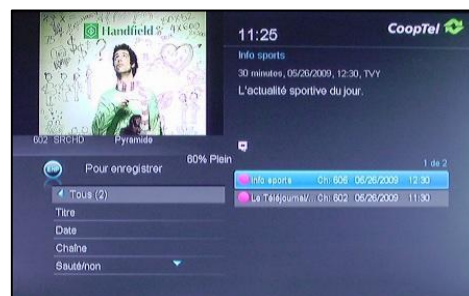 Handfield
11:25
CoopTel
Info sports
30 minutes, 05/26/2009, 12:30, TVY
L'actualité sportive du jour.
602 SRCHD Pyramide
60% Plein
Pour enregistrer
1 de 2
Tous (2)
Titre
Date
Chaîne
Sauté/non
Info sports Ch: 606 05/26/2009 12:30
Le Téléjournal/... Ch: 602 05/26/2009 11:30